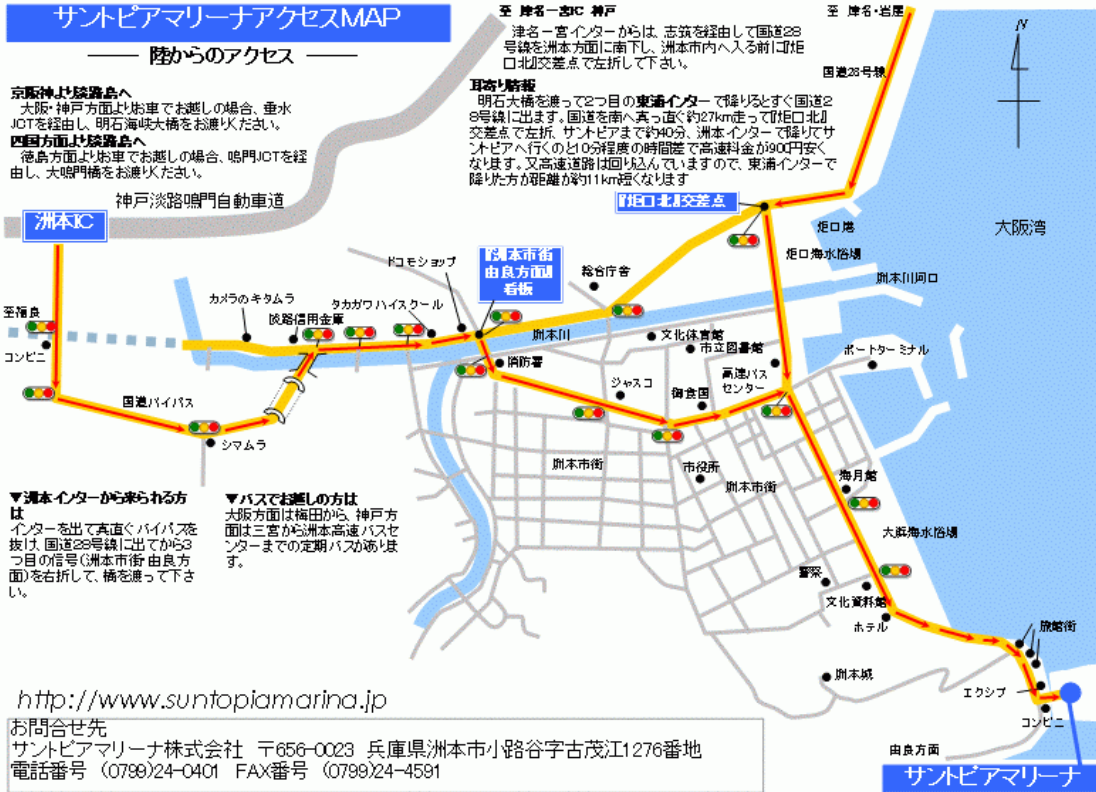 サントピアマリーナアクセスMAP
陸からのアクセス
京阪神より淡路島へ
大阪・神戸方面よりお車でお越しの場合、垂水
JCTを経由し、明石海峡大橋をお渡りください。
四国方面より淡路島へ
徳島方面よりお車でお越しの場合、鳴門JCTを経
由し、大鳴門橋をお渡りください。
至 津名一宮IC 神戸
津名一宮インターからは、志筑を経由して国道28
号線を洲本方面に南下し、洲本市内へ入る前に『炬
口北』交差点で左折して下さい。
耳寄り情報
明石大橋を渡って2つ目の東浦インターで降りるとすぐ国道2
8号線に出ます。国道を南へ真っ直ぐ約27km走って『炬口北』
交差点で左折、サントピアまで約40分、洲本インターで降りてサ
ントピアへ行くのと10分程度の時間差で高速料金が900円安く
なります。又高速道路は回り込んでいますので、東浦インターで
降りた方が距離が約11km短くなります
至 津名・岩屋
N
国道28号線
神戸淡路鳴門自動車道
洲本IC
『炬口北』交差点
炬口港
大阪湾
炬口海水浴場
洲本川河口
『洲本市街
由良方面』
看板
ドコモショップ
総合庁舎
カメラのキタムラ
タカガワハイスクール
淡路信用金庫
至福良
コンビニ
洲本川
文化体育館
市立図書館
ポートターミナル
消防署
高速バス
センター
ジャスコ
御食国
国道バイパス
シマムラ
洲本市街
市役所
洲本市街
海月館
大浜海水浴場
▼洲本インターから来られる方
は
インターを出て真直ぐバイパスを
抜け、国道28号線に出てから3
つ目の信号(洲本市街 由良方
面)を右折して、橋を渡って下さ
い。
▼バスでお越しの方は
大阪方面は梅田から、神戸方
面は三宮から洲本高速バスセ
ンターまでの定期バスがありま
す。
警察
文化資料館
ホテル
旅館街
洲本城
エクシブ
コンビニ
由良方面
サントピアマリーナ
http://www.suntopiamarina.jp
お問合せ先
サントピアマリーナ株式会社 〒656-0023 兵庫県洲本市小路谷字古茂江1276番地
電話番号 (0799)24-0401 FAX番号 (0799)24-4591